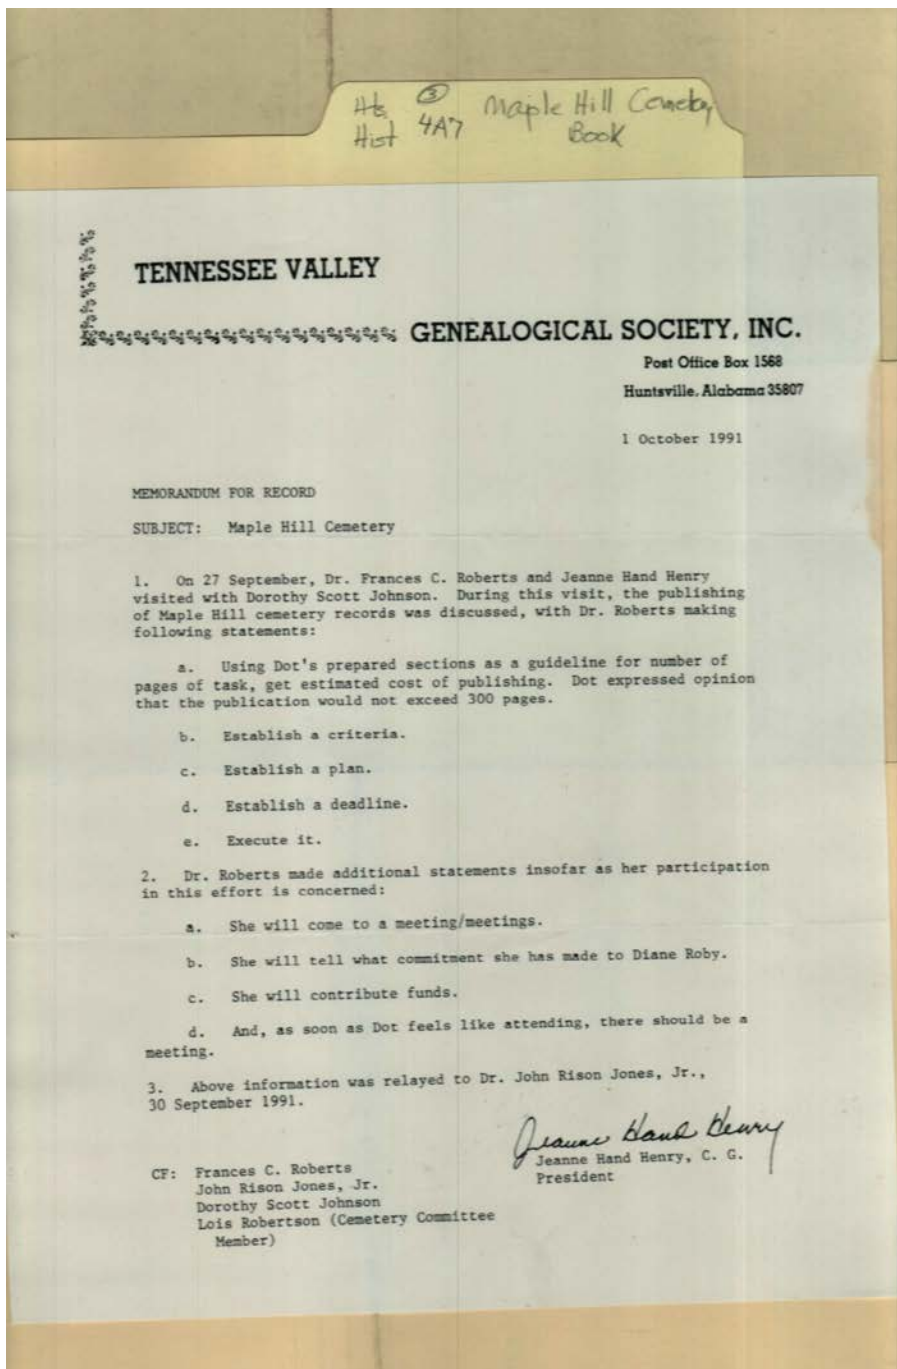 Hts ③ Maple Hill Cemetery
Hist 4A7 Book
TENNESSEE VALLEY
GENEALOGICAL SOCIETY, INC.
Post Office Box 1568
Huntsville, Alabama 35807
1 October 1991
MEMORANDUM FOR RECORD
SUBJECT: Maple Hill Cemetery
1. On 27 September, Dr. Frances C. Roberts and Jeanne Hand Henry
visited with Dorothy Scott Johnson. During this visit, the publishing
of Maple Hill cemetery records was discussed, with Dr. Roberts making
following statements:
a. Using Dot's prepared sections as a guideline for number of
pages of task, get estimated cost of publishing. Dot expressed opinion
that the publication would not exceed 300 pages.
b. Establish a criteria.
c. Establish a plan.
d. Establish a deadline.
e. Execute it.
2. Dr. Roberts made additional statements insofar as her participation
in this effort is concerned:
a. She will come to a meeting/meetings.
b. She will tell what commitment she has made to Diane Roby.
c. She will contribute funds.
d. And, as soon as Dot feels like attending, there should be a
meeting.
3. Above information was relayed to Dr. John Rison Jones, Jr.,
30 September 1991.
Jeanne Hand Henry
Jeanne Hand Henry, C. G.
President
CF: Frances C. Roberts
John Rison Jones, Jr.
Dorothy Scott Johnson
Lois Robertson (Cemetery Committee
Member)